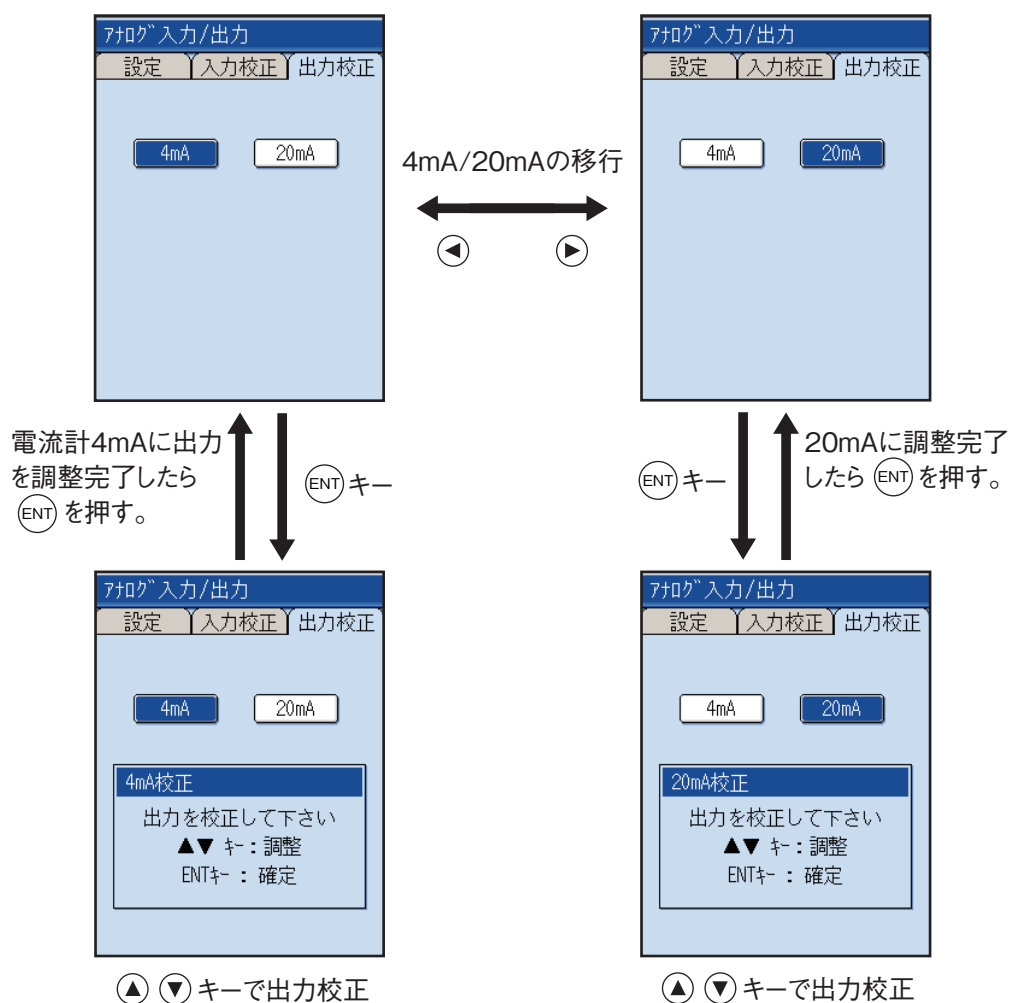 ｱﾅﾛｸﾞ入力/出力
設定 入力校正 出力校正
4mA 20mA
4mA/20mAの移行
◀ ▶
ｱﾅﾛｸﾞ入力/出力
設定 入力校正 出力校正
4mA 20mA
電流計4mAに出力
を調整完了したら
ENT を押す。
ENT キー
ENT キー
20mAに調整完了
したら ENT を押す。
ｱﾅﾛｸﾞ入力/出力
設定 入力校正 出力校正
4mA 20mA
4mA校正
出力を校正して下さい
▲▼ ｷｰ：調整
ENTｷｰ：確定
▲ ▼ キーで出力校正
ｱﾅﾛｸﾞ入力/出力
設定 入力校正 出力校正
4mA 20mA
20mA校正
出力を校正して下さい
▲▼ ｷｰ：調整
ENTｷｰ：確定
▲ ▼ キーで出力校正